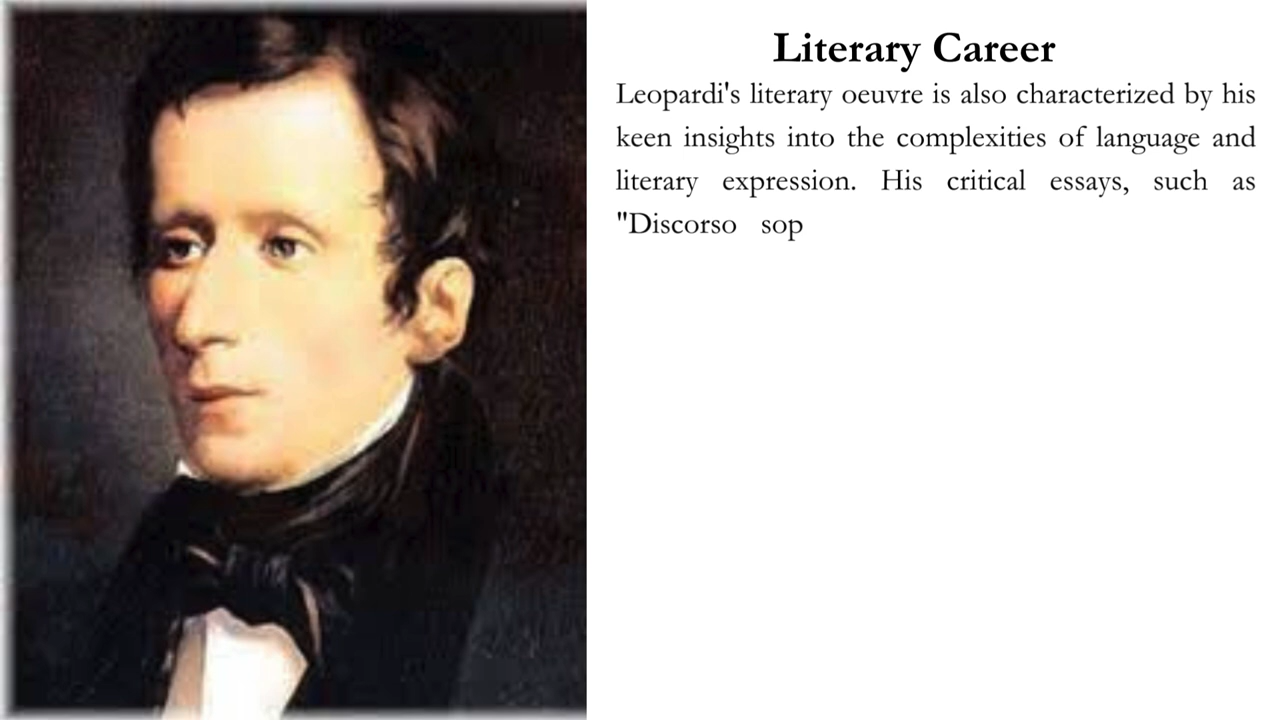 Literary Career
Leopardi's literary oeuvre is also characterized by his
keen insights into the complexities of language and
literary expression. His critical essays, such as
"Discorso sop